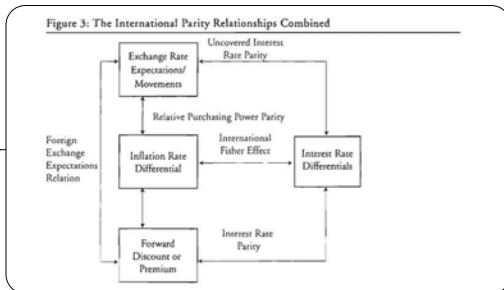 Figure 3: The International Parity Relationships Combined
Uncovered Interest
Rate Parity
Exchange Rate
Expectations/
Movements
Relative Purchasing Power Parity
Foreign
Exchange
Expectations
Relation
International
Fisher Effect
Inflation Rate
Differential
Interest Rate
Differentials
Interest Rate
Parity
Forward
Discount or
Premium